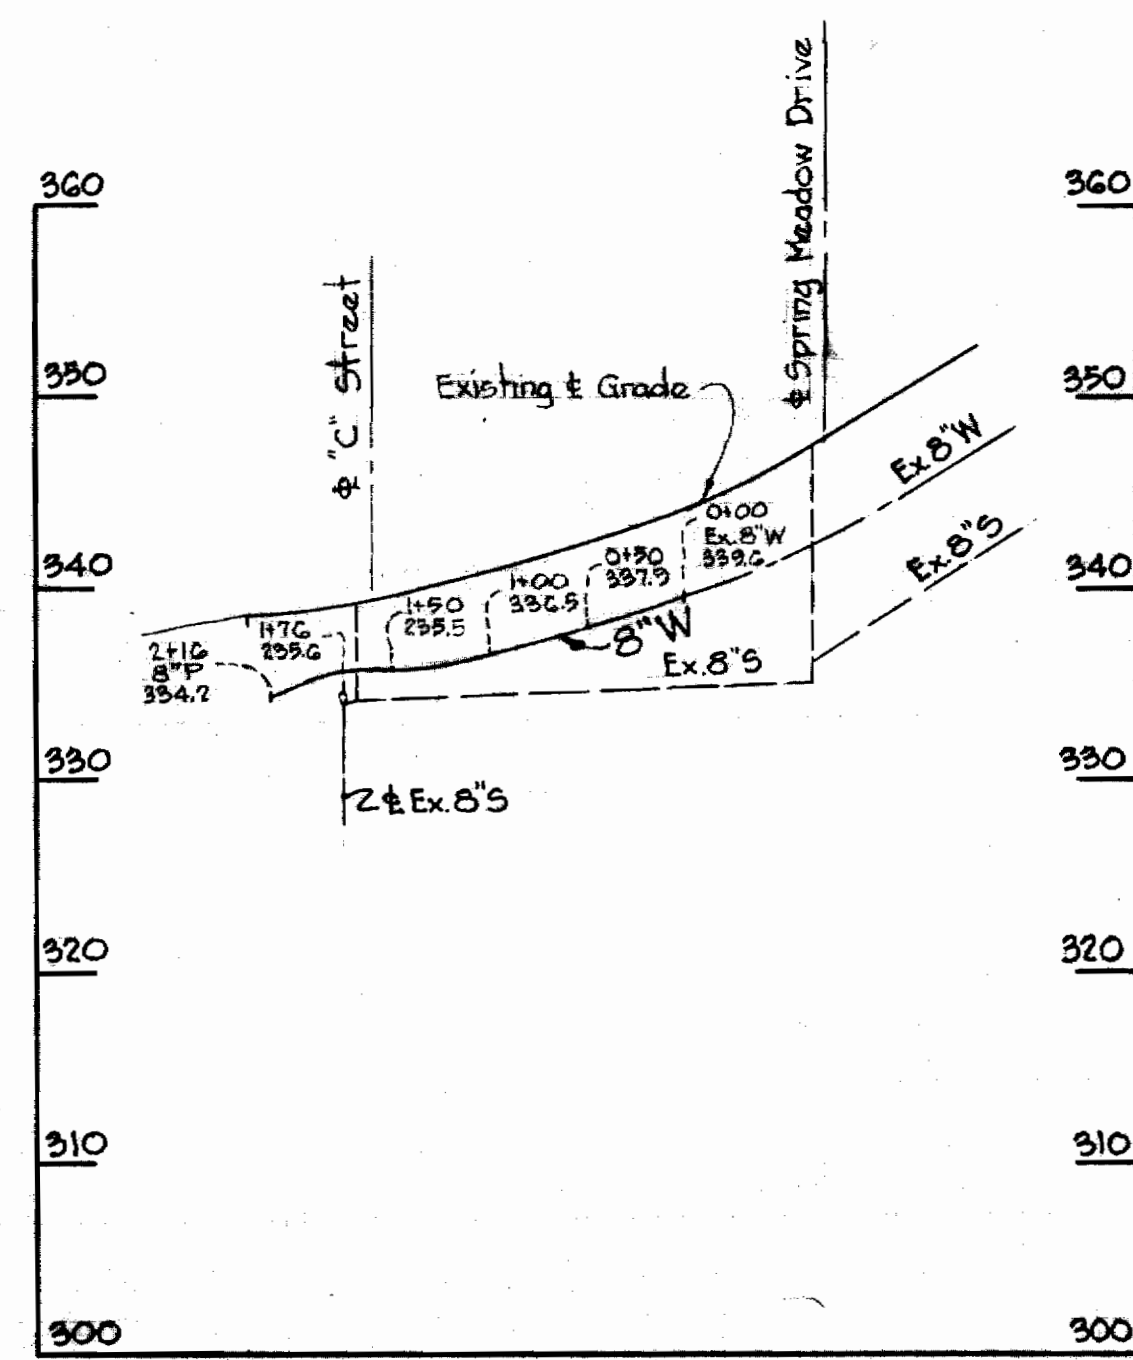 360
350
340
330
320
310
300
360
350
340
330
320
310
300
℄ "C" Street
℄ Spring Meadow Drive
Existing ℄ Grade
Ex. 8"W
Ex. 8"S
0+00
Ex. 8"W
339.6
0+50
337.9
1+00
336.5
1+50
235.5
1+76
235.6
2+16
8"P
334.2
8"W
Ex. 8"S
℄ Ex. 8"S